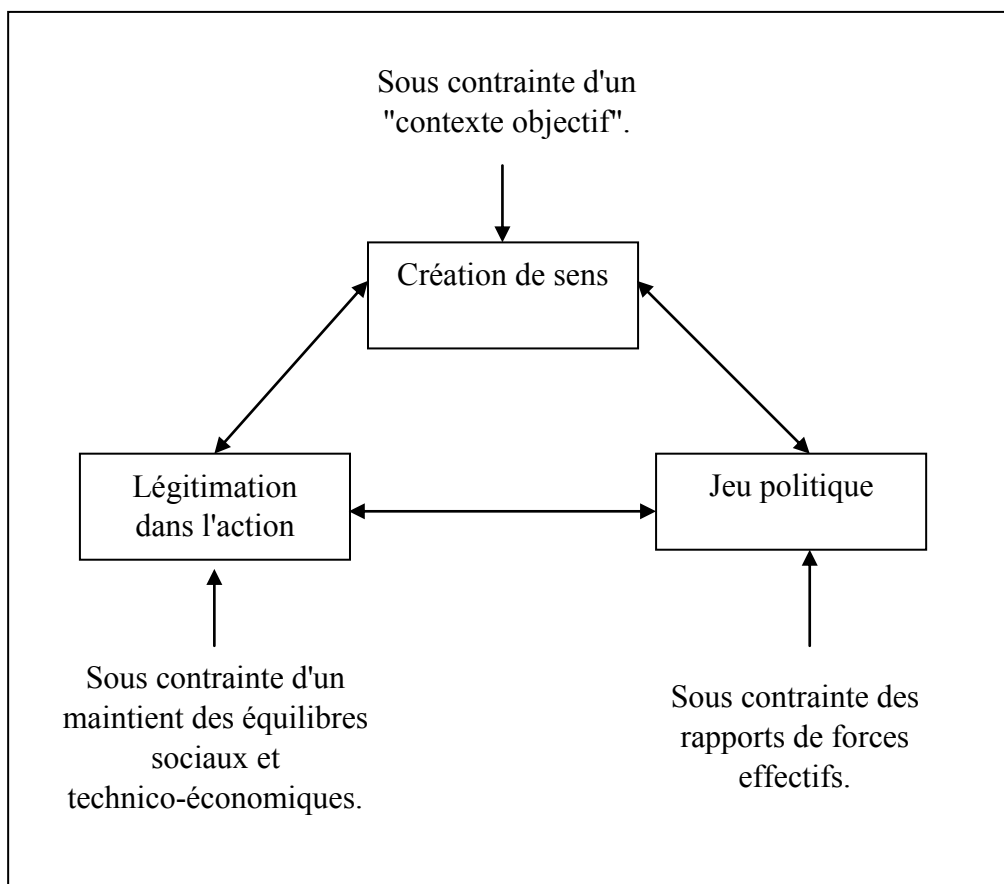 Sous contrainte d'un
"contexte objectif".
Création de sens
Légitimation
dans l'action
Jeu politique
Sous contrainte d'un
maintient des équilibres
sociaux et
technico-économiques.
Sous contrainte des
rapports de forces
effectifs.